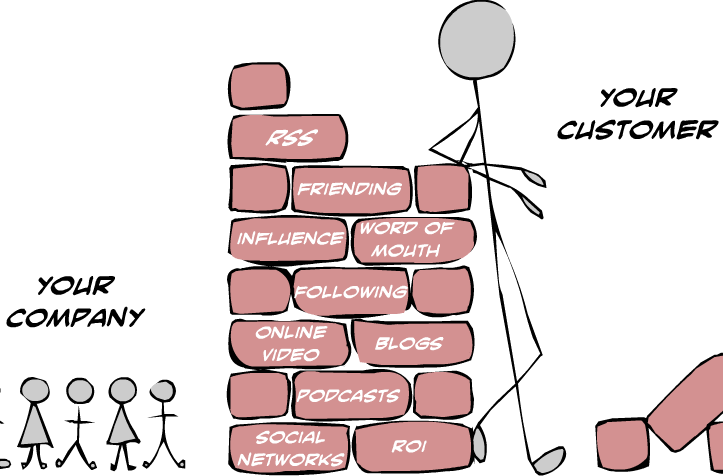 YOUR
CUSTOMER
RSS
FRIENDING
INFLUENCE
WORD OF
MOUTH
YOUR
COMPANY
FOLLOWING
ONLINE
VIDEO
BLOGS
PODCASTS
SOCIAL
NETWORKS
ROI